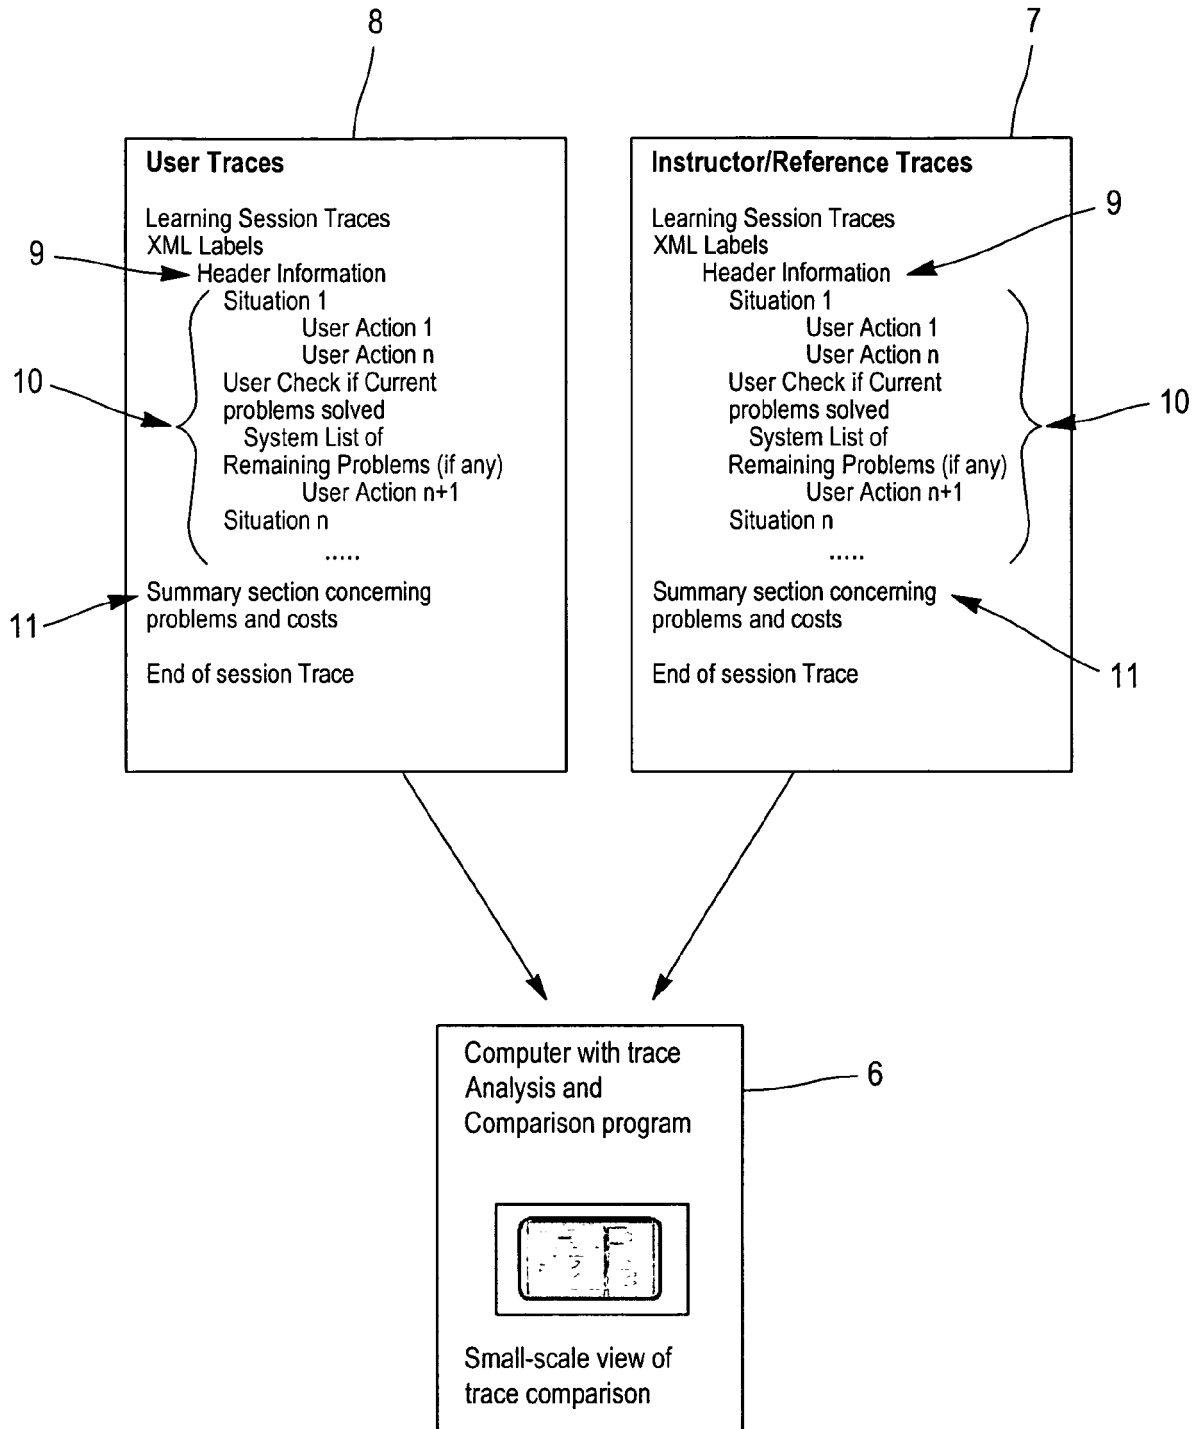 8
7
User Traces
Learning Session Traces
XML Labels
9
Header Information
Situation 1
User Action 1
User Action n
User Check if Current
problems solved
10
System List of
Remaining Problems (if any)
User Action n+1
Situation n
.....
Summary section concerning
problems and costs
11
End of session Trace
Instructor/Reference Traces
Learning Session Traces
XML Labels
9
Header Information
Situation 1
User Action 1
User Action n
User Check if Current
problems solved
10
System List of
Remaining Problems (if any)
User Action n+1
Situation n
.....
Summary section concerning
problems and costs
11
End of session Trace
Computer with trace
Analysis and
Comparison program
6
Small-scale view of
trace comparison